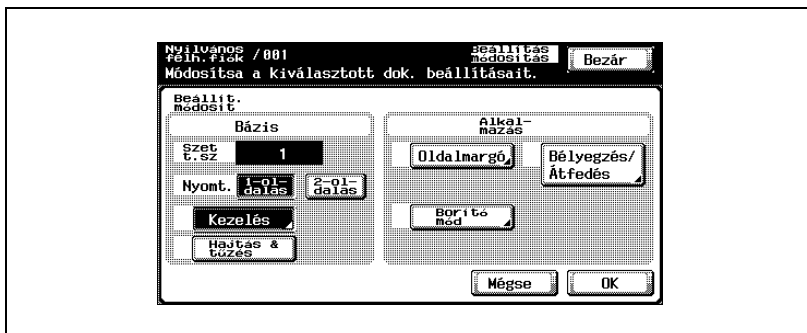 Nyilvános félh.fiók / 001
Beállítás módosítás
Bezár
Módosítsa a kiválasztott dok. beállításait.
Beállít. módosít
Bázis
Szet t.sz 1
Nyomt. 1-ol-dalas 2-ol-dalas
Kezelés
Hajtás & tűzés
Alkal-mazás
Oldalmargó
Bélyegzés/
Átfedés
Borító mód
Mégse
OK